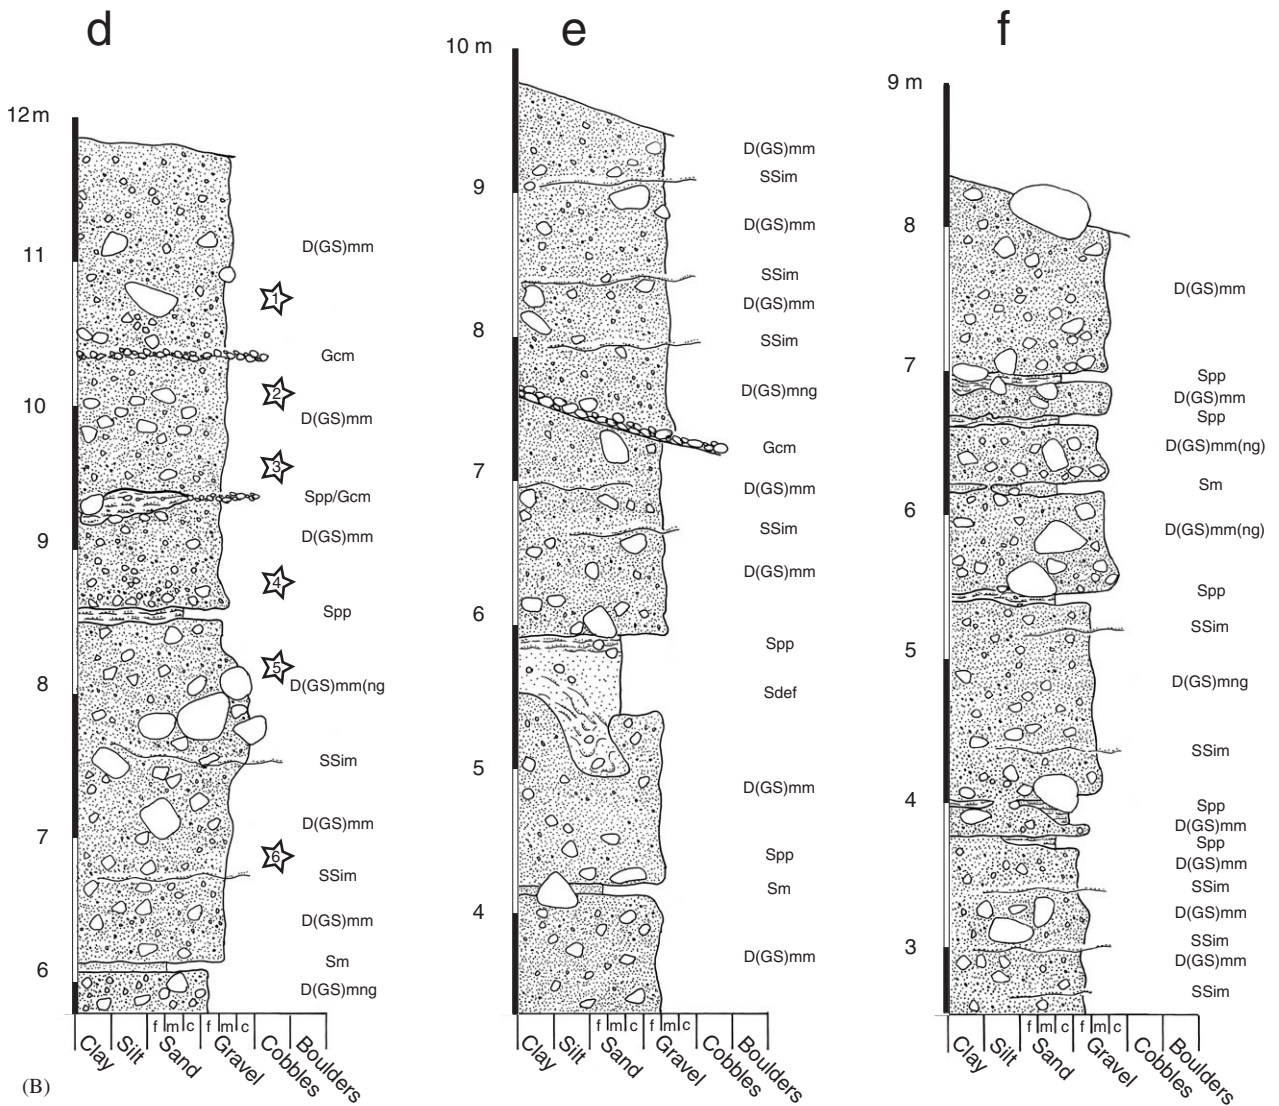 d
12 m
11
10
9
8
7
6
D(GS)mm
1
Gcm
2
D(GS)mm
3
Spp/Gcm
D(GS)mm
4
Spp
5
D(GS)mm(ng
SSim
D(GS)mm
6
SSim
D(GS)mm
Sm
D(GS)mng
f m c f m c
Clay Silt Sand Gravel Cobbles Boulders
e
10 m
9
8
7
6
5
4
D(GS)mm
SSim
D(GS)mm
SSim
D(GS)mm
SSim
D(GS)mng
Gcm
D(GS)mm
SSim
D(GS)mm
Spp
Sdef
D(GS)mm
Spp
Sm
D(GS)mm
f m c f m c
Clay Silt Sand Gravel Cobbles Boulders
f
9 m
8
7
6
5
4
3
D(GS)mm
Spp
D(GS)mm
Spp
D(GS)mm(ng)
Sm
D(GS)mm(ng)
Spp
SSim
D(GS)mng
SSim
Spp
D(GS)mm
Spp
D(GS)mm
SSim
D(GS)mm
SSim
D(GS)mm
SSim
f m c f m c
Clay Silt Sand Gravel Cobbles Boulders
(B)